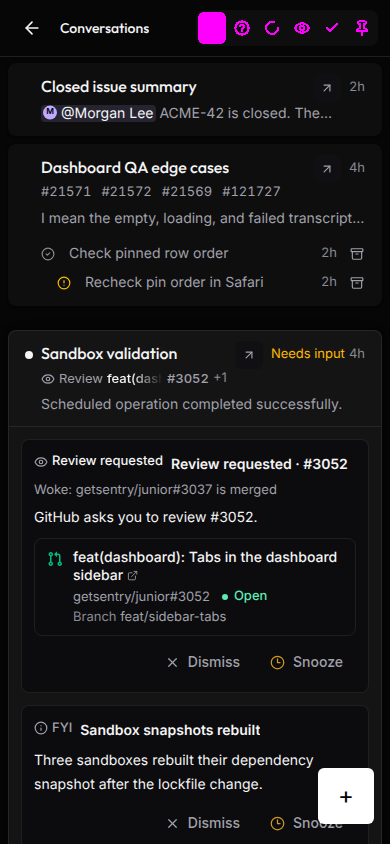 Conversations
Closed issue summary
2h
M @Morgan Lee ACME-42 is closed. The...
Dashboard QA edge cases
4h
#21571 #21572 #21569 #121727
I mean the empty, loading, and failed transcript...
Check pinned row order
2h
Recheck pin order in Safari
2h
Sandbox validation
Needs input 4h
Review feat(das #3052 +1
Scheduled operation completed successfully.
Review requested Review requested · #3052
Woke: getsentry/junior#3037 is merged
GitHub asks you to review #3052.
feat(dashboard): Tabs in the dashboard
sidebar
getsentry/junior#3052 Open
Branch feat/sidebar-tabs
Dismiss Snooze
FYI Sandbox snapshots rebuilt
Three sandboxes rebuilt their dependency
snapshot after the lockfile change.
+
Dismiss Snooze